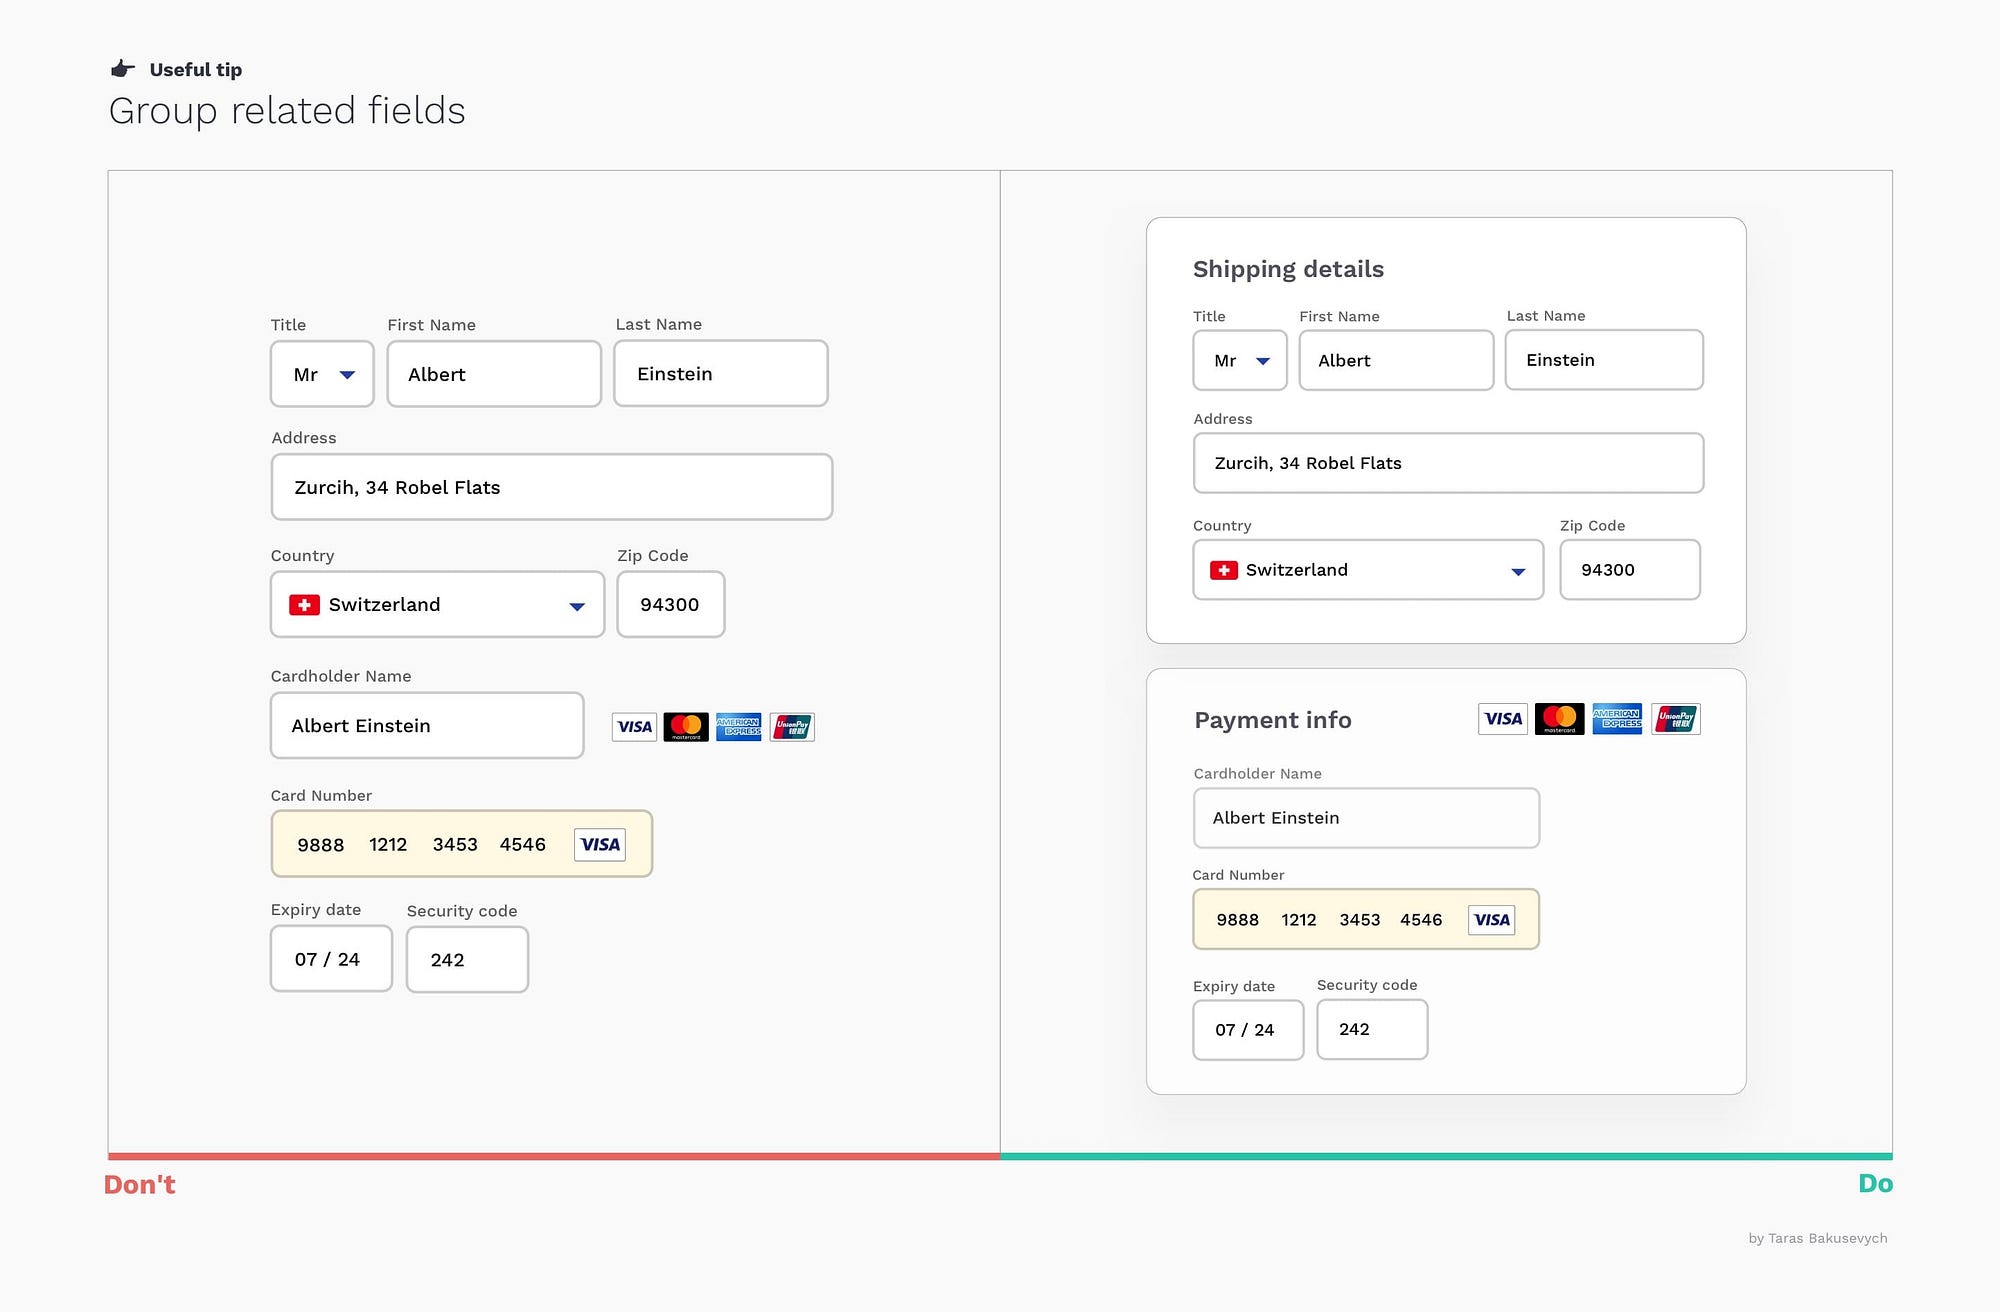 Useful tip
Group related fields
Title First Name Last Name
Mr Albert Einstein
Address
Zurcih, 34 Robel Flats
Country Zip Code
Switzerland 94300
Cardholder Name
Albert Einstein VISA mastercard AMERICAN EXPRESS UnionPay 银联
Card Number
9888 1212 3453 4546 VISA
Expiry date Security code
07 / 24 242
Don't
Shipping details
Title First Name Last Name
Mr Albert Einstein
Address
Zurcih, 34 Robel Flats
Country Zip Code
Switzerland 94300
Payment info VISA mastercard AMERICAN EXPRESS UnionPay 银联
Cardholder Name
Albert Einstein
Card Number
9888 1212 3453 4546 VISA
Expiry date Security code
07 / 24 242
Do
by Taras Bakusevych